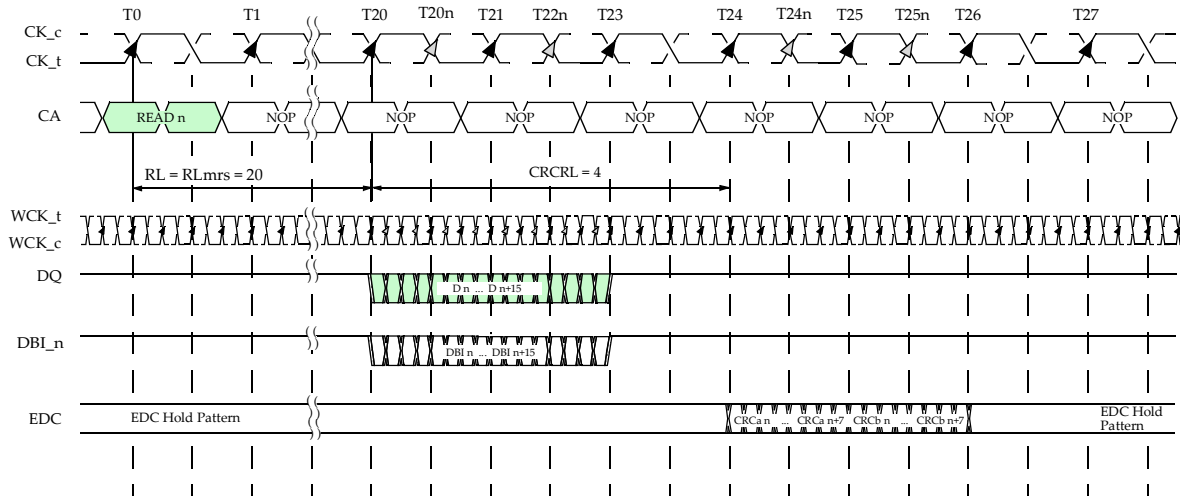 T0 T1 T20 T20n T21 T22n T23 T24 T24n T25 T25n T26 T27
CK_c
CK_t
CA READ n NOP NOP NOP NOP NOP NOP NOP NOP
RL = RLmrs = 20 CRCRL = 4
WCK_t
WCK_c
DQ
D n ... D n+15
DBI_n
DBI n ... DBI n+15
EDC EDC Hold Pattern CRCa n ... CRCa n+7 CRCb n ... CRCb n+7 EDC Hold
Pattern